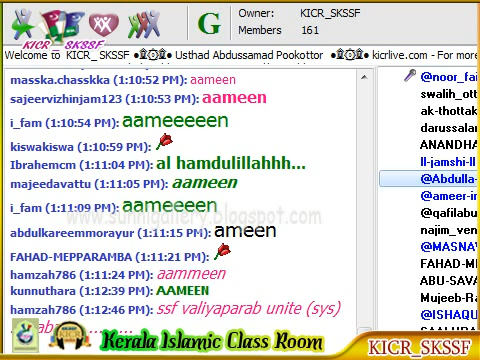 KICR_SKSSF
G
Owner: KICR_SKSSF
Members 161
Welcome to KICR_ SKSSF ●۩۞۩● Usthad Abdussamad Pookottor ●۩۞۩● kicrlive.com - For more
masska.chasskka (1:10:52 PM): aameen
sajeervizhinjam123 (1:10:53 PM): aameen
i_fam (1:10:54 PM): aameeeeen
kiswakiswa (1:10:59 PM):
Ibrahemcm (1:11:04 PM): al hamdulillahhh...
majeedavattu (1:11:05 PM): aameen
i_fam (1:11:09 PM): aameeeeen
www.sunnigallery.blogspot.com
abdulkareemmorayur (1:11:15 PM): ameen
FAHAD-MEPPARAMBA (1:11:21 PM):
hamzah786 (1:11:24 PM): aammeen
kunnuthara (1:12:39 PM): AAMEEN
hamzah786 (1:12:46 PM): ssf valiyaparab unite (sys)
@noor_fai
swalih_ott
ak-thottak
darussalar
ANANDHA
ll-jamshi-ll
@Abdulla-
@ameer-ir
@qafilabu
najim_ven
@MASNAV
FAHAD-ME
ABU-SAVA
Mujeeb-Ra
@ISHAQU
Kerala Islamic Class Room
KICR_SKSSF